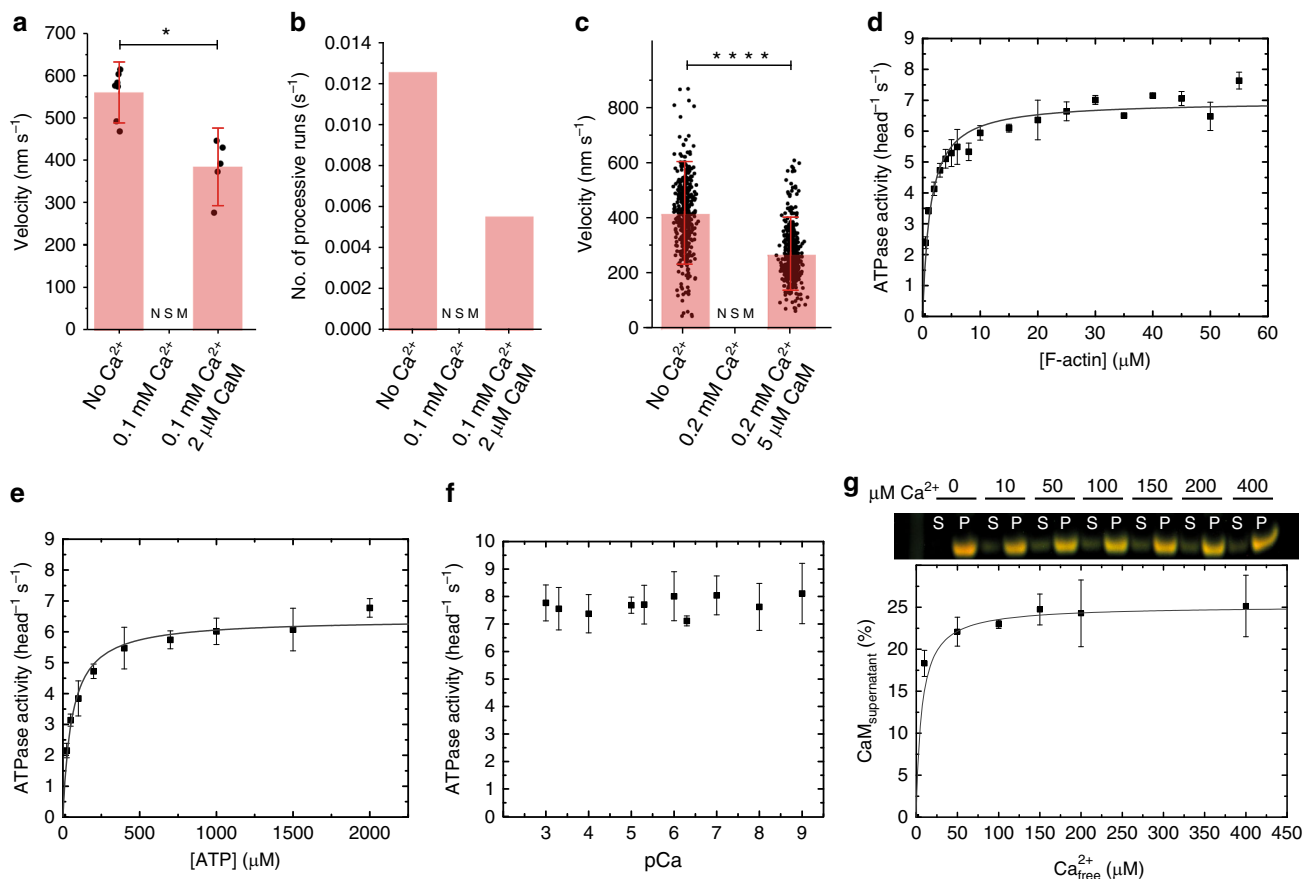 a
Velocity (nm s⁻¹)
700
600
500
400
300
200
100
0
*
N S M
No Ca²⁺
0.1 mM Ca²⁺
0.1 mM Ca²⁺
2 μM CaM
b
No. of processive runs (s⁻¹)
0.014
0.012
0.010
0.008
0.006
0.004
0.002
0.000
N S M
No Ca²⁺
0.1 mM Ca²⁺
0.1 mM Ca²⁺
2 μM CaM
c
Velocity (nm s⁻¹)
800
600
400
200
0
* * * *
N S M
No Ca²⁺
0.2 mM Ca²⁺
0.2 mM Ca²⁺
5 μM CaM
d
ATPase activity (head⁻¹ s⁻¹)
9
8
7
6
5
4
3
2
1
0
0 10 20 30 40 50 60
[F-actin] (μM)
e
ATPase activity (head⁻¹ s⁻¹)
9
8
7
6
5
4
3
2
1
0
0 500 1000 1500 2000
[ATP] (μM)
f
ATPase activity (head⁻¹ s⁻¹)
10
9
8
7
6
5
4
3
2
1
0
3 4 5 6 7 8 9
pCa
g
μM Ca²⁺ 0 10 50 100 150 200 400
S P S P S P S P S P S P S P
CaM supernatant (%)
30
25
20
15
10
5
0
0 50 100 150 200 250 300 350 400 450
Ca²⁺ free (μM)